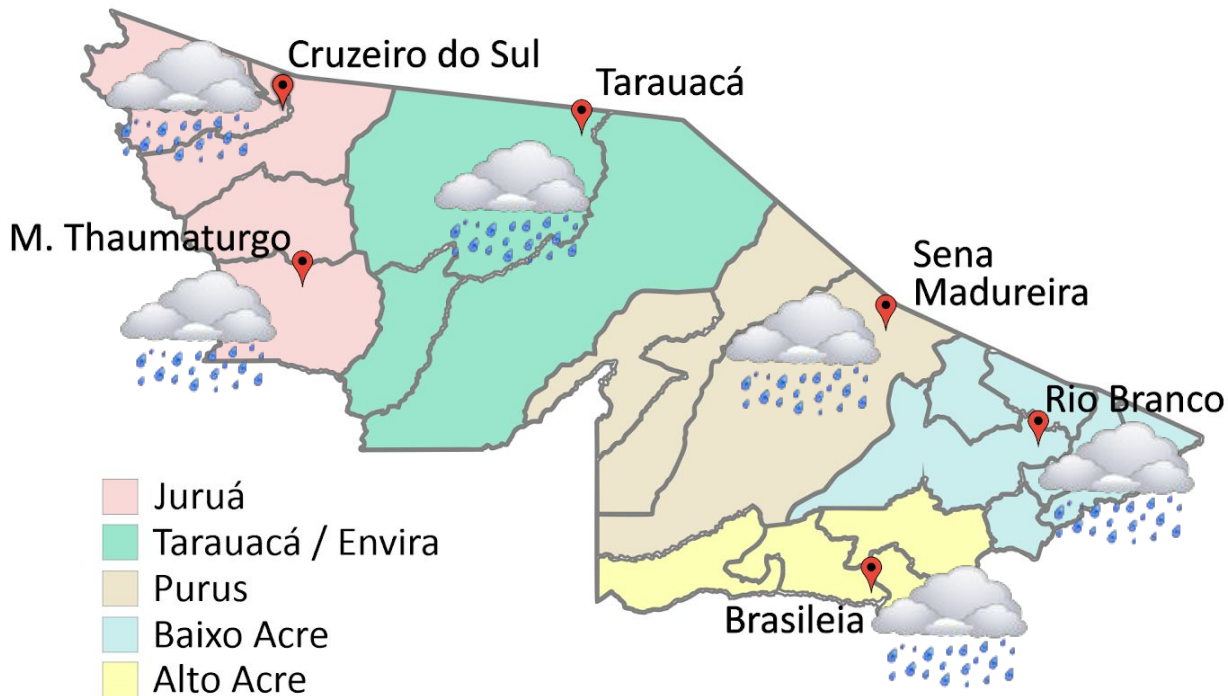 Cruzeiro do Sul
Tarauacá
M. Thaumaturgo
Sena
Madureira
Rio Branco
Brasileia
Juruá
Tarauacá / Envira
Purus
Baixo Acre
Alto Acre